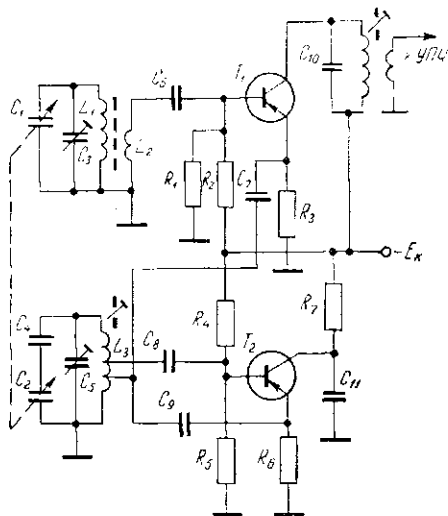 C₁₀
К УПЧ
C₆
T₁
C₁
L₁
C₃
L₂
R₁
R₂
C₇
R₃
−Eк
C₄
L₃
R₄
R₇
C₈
T₂
C₂
C₅
C₉
C₁₁
R₅
R₆